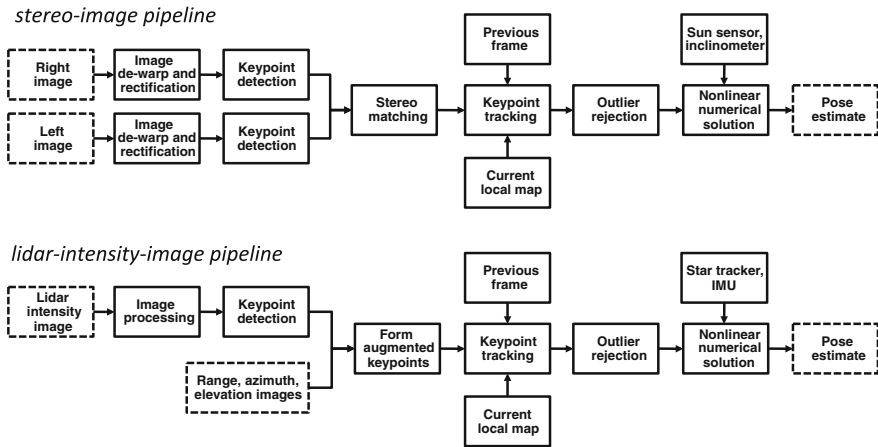 stereo-image pipeline
Right
image
Image
de-warp and
rectification
Keypoint
detection
Left
image
Image
de-warp and
rectification
Keypoint
detection
Stereo
matching
Previous
frame
Keypoint
tracking
Current
local map
Outlier
rejection
Sun sensor,
inclinometer
Nonlinear
numerical
solution
Pose
estimate
lidar-intensity-image pipeline
Lidar
intensity
image
Image
processing
Keypoint
detection
Range, azimuth,
elevation images
Form
augmented
keypoints
Previous
frame
Keypoint
tracking
Current
local map
Outlier
rejection
Star tracker,
IMU
Nonlinear
numerical
solution
Pose
estimate